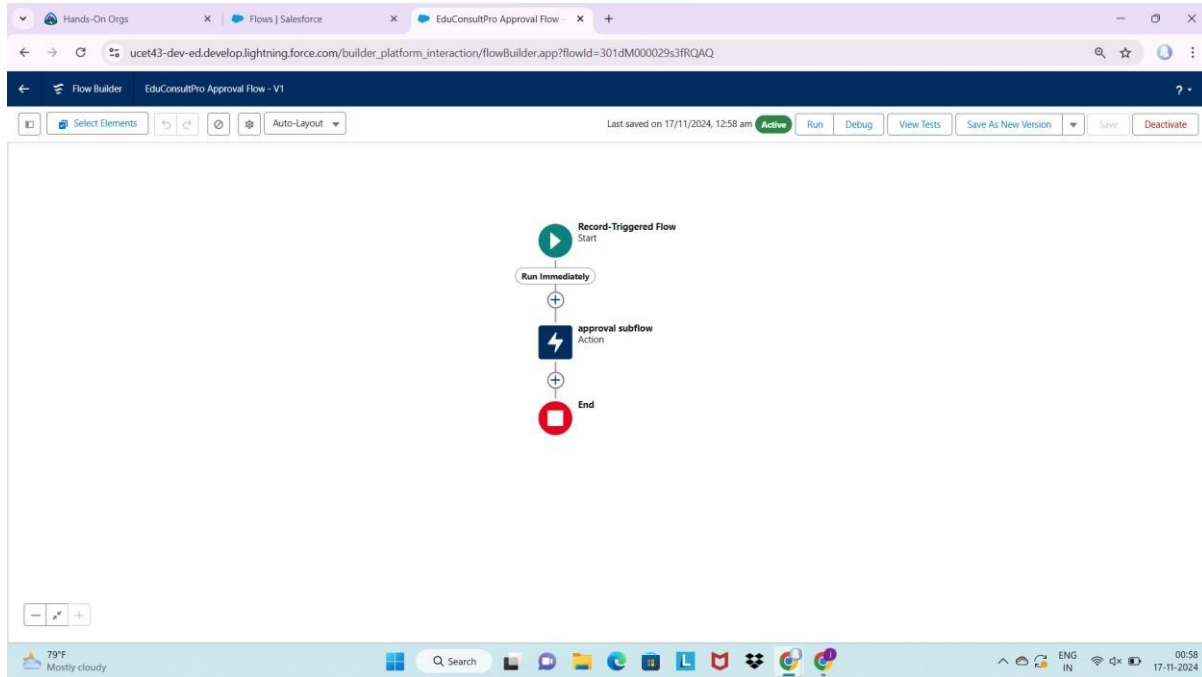 Hands-On Orgs
Flows | Salesforce
EduConsultPro Approval Flow -
ucet43-dev-ed.develop.lightning.force.com/builder_platform_interaction/flowBuilder.app?flowId=301dM000029s3fRQAQ
Flow Builder
EduConsultPro Approval Flow - V1
?
Select Elements
Auto-Layout
Last saved on 17/11/2024, 12:58 am
Active
Run
Debug
View Tests
Save As New Version
Save
Deactivate
Record-Triggered Flow
Start
Run Immediately
approval subflow
Action
End
79°F
Mostly cloudy
Search
L
ENG
IN
00:58
17-11-2024